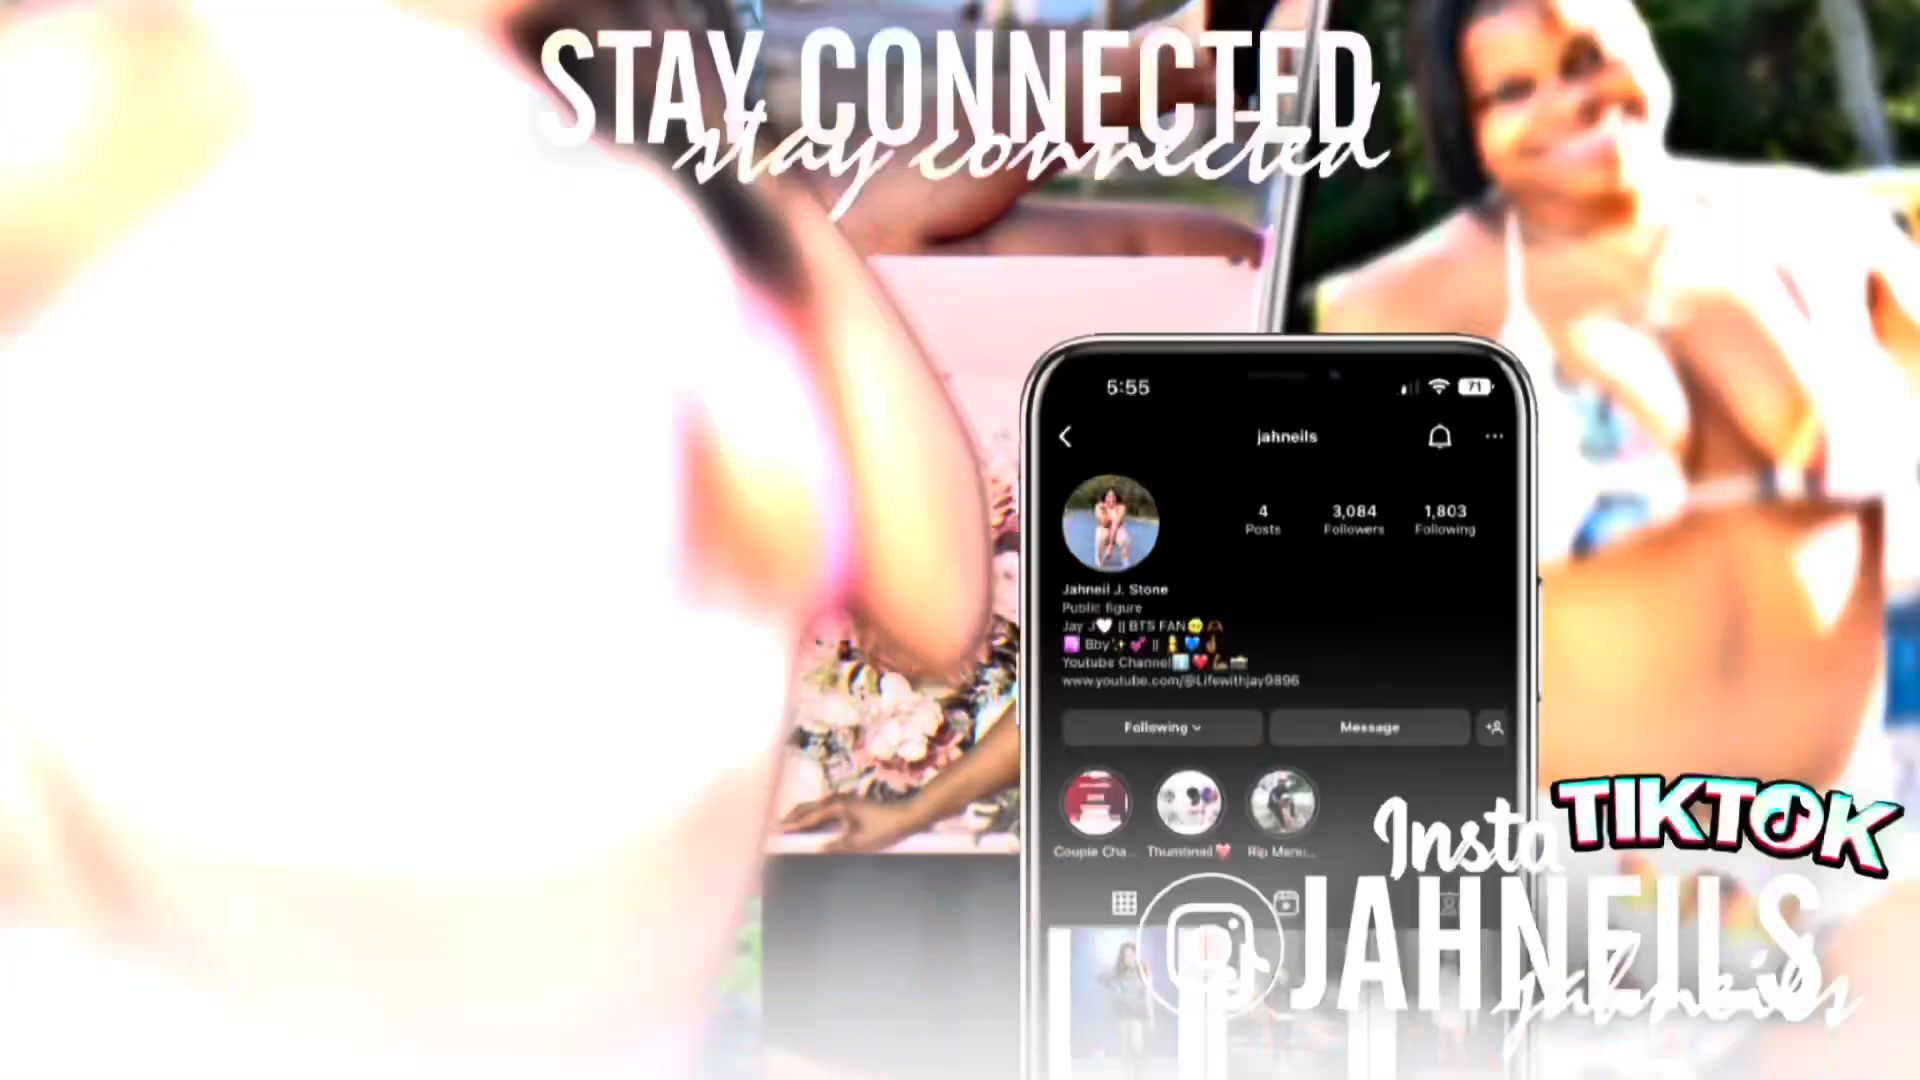 STAY CONNECTED
stay connected
5:55
71
jahneils
4
3,084
1,803
Posts
Followers
Following
Jahneil J. Stone
Public figure
Jay J🤍 || BTS FAN
Bby ✨ 💕 ||
Youtube Channel
www.youtube.com/@Lifewithjay9896
Following
Message
Couple Cha...
Thumbnail
Rip Manu...
Insta
TIKTOK
JAHNEILS
jahneils